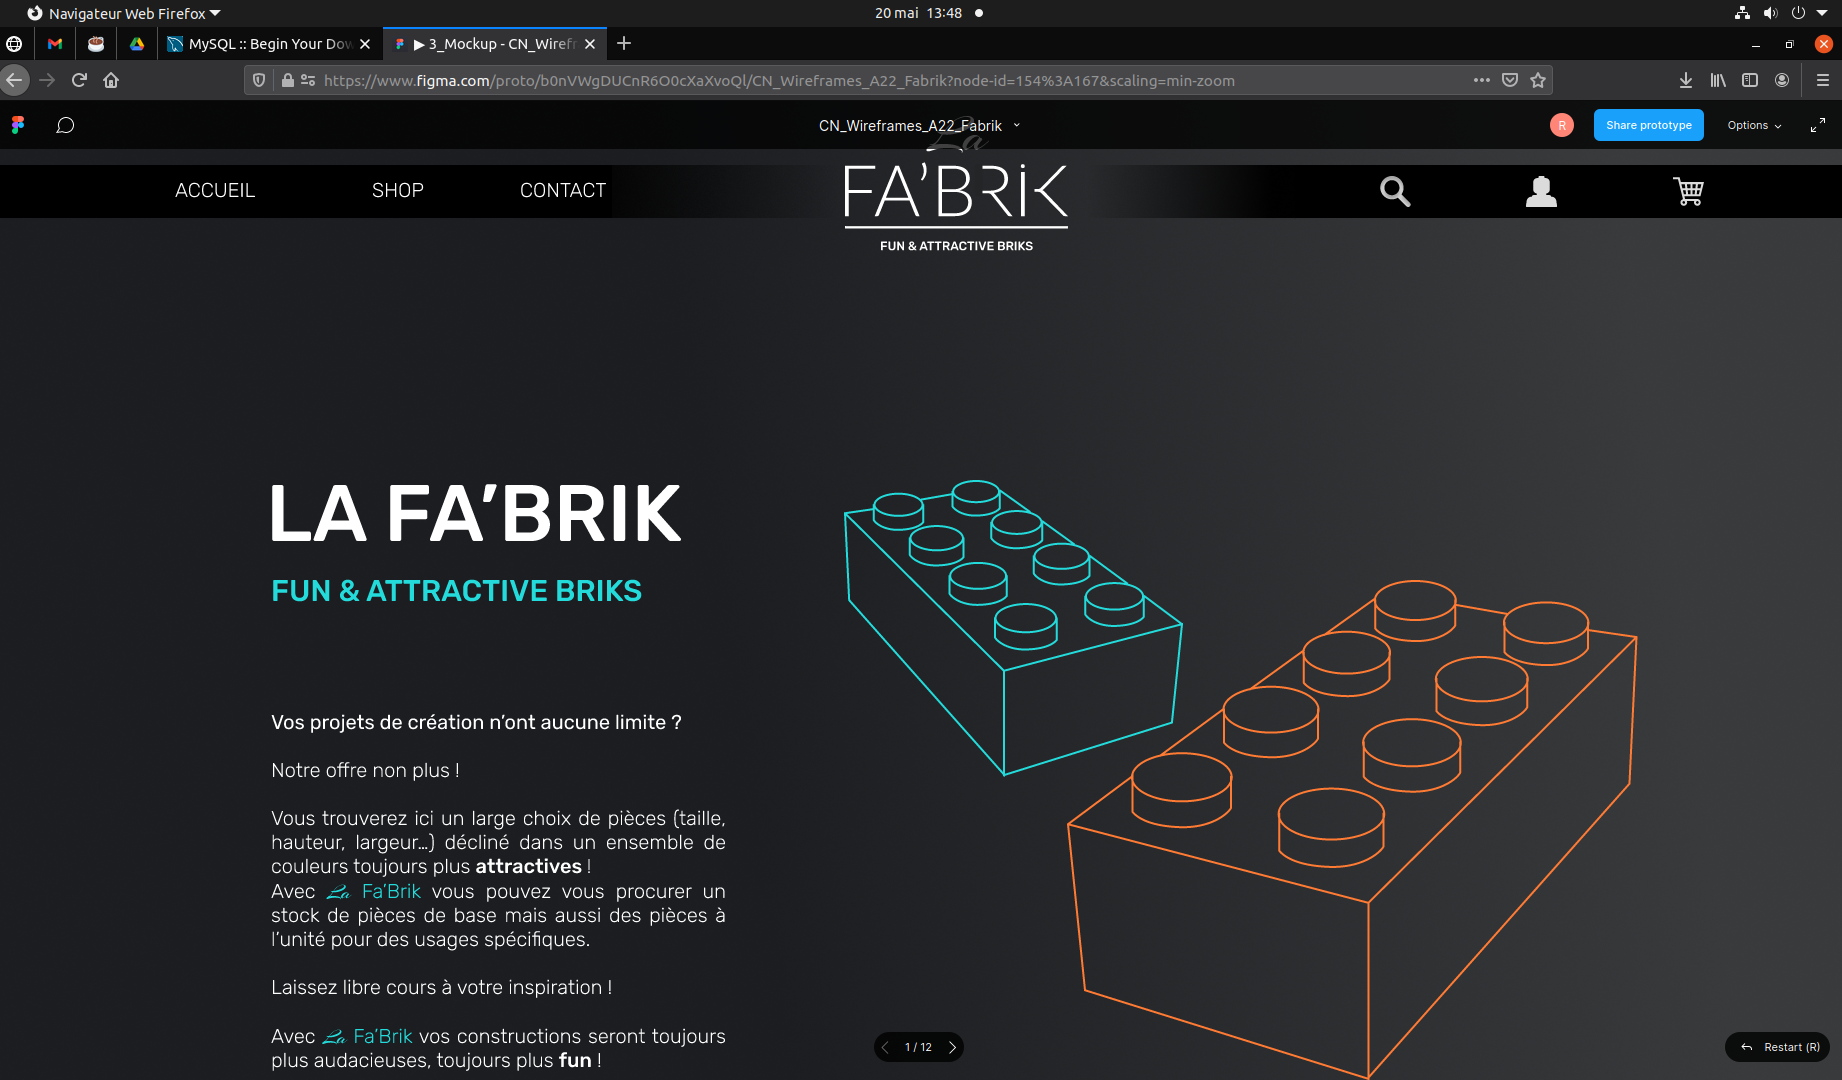 Navigateur Web Firefox
20 mai 13:48
MySQL :: Begin Your Dow
▶ 3_Mockup - CN_Wirefr
https://www.figma.com/proto/b0nVWgDUCnR6O0cXaXvoQl/CN_Wireframes_A22_Fabrik?node-id=154%3A167&scaling=min-zoom
CN_Wireframes_A22_Fabrik
R
Share prototype
Options
ACCUEIL
SHOP
CONTACT
La
FA’BRIK
FUN & ATTRACTIVE BRIKS
LA FA’BRIK
FUN & ATTRACTIVE BRIKS
Vos projets de création n’ont aucune limite ?
Notre offre non plus !
Vous trouverez ici un large choix de pièces (taille,
hauteur, largeur…) décliné dans un ensemble de
couleurs toujours plus attractives !
Avec La Fa’Brik vous pouvez vous procurer un
stock de pièces de base mais aussi des pièces à
l’unité pour des usages spécifiques.
Laissez libre cours à votre inspiration !
Avec La Fa’Brik vos constructions seront toujours
plus audacieuses, toujours plus fun !
1 / 12
Restart (R)